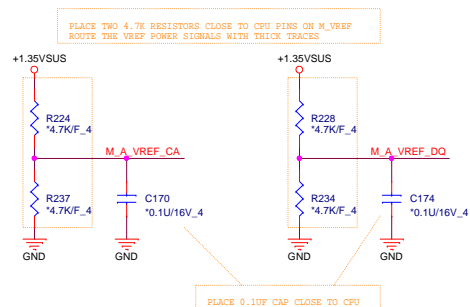 PLACE TWO 4.7K RESISTORS CLOSE TO CPU PINS ON M_VREF
ROUTE THE VREF POWER SIGNALS WITH THICK TRACES
+1.35VSUS
R224
*4.7K/F_4
M_A_VREF_CA
R237
*4.7K/F_4
C170
*0.1U/16V_4
GND
GND
+1.35VSUS
R228
*4.7K/F_4
M_A_VREF_DQ
R234
*4.7K/F_4
C174
*0.1U/16V_4
GND
GND
PLACE 0.1UF CAP CLOSE TO CPU